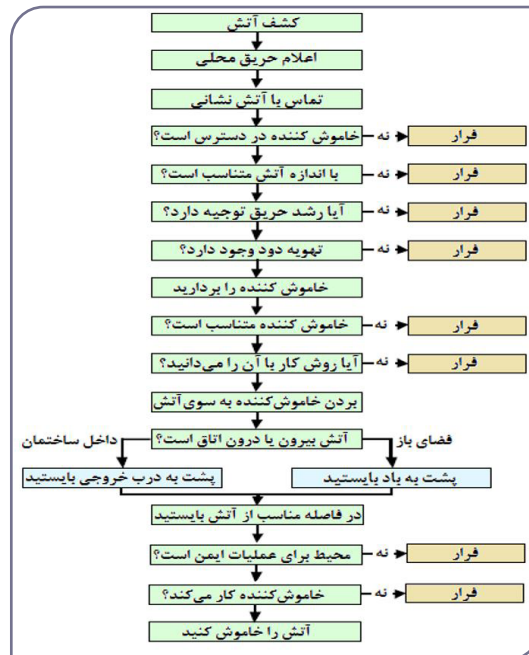 کشف آتش
اعلام حریق محلی
تماس با آتش نشانی
خاموش کننده در دسترس است؟
نه
فرار
با اندازه آتش متناسب است؟
نه
فرار
آیا رشد حریق توجیه دارد؟
نه
فرار
تهویه دود وجود دارد؟
نه
فرار
خاموش کننده را بردارید
خاموش کننده متناسب است؟
نه
فرار
آیا روش کار با آن را می‌دانید؟
نه
فرار
بردن خاموش‌کننده به سوی‌آتش
آتش بیرون یا درون اتاق است؟
فضای باز
داخل ساختمان
پشت به باد بایستید
پشت به درب خروجی بایستید
در فاصله مناسب از آتش بایستید
محیط برای عملیات ایمن است؟
نه
فرار
خاموش‌کننده کار می‌کند؟
نه
فرار
آتش را خاموش کنید